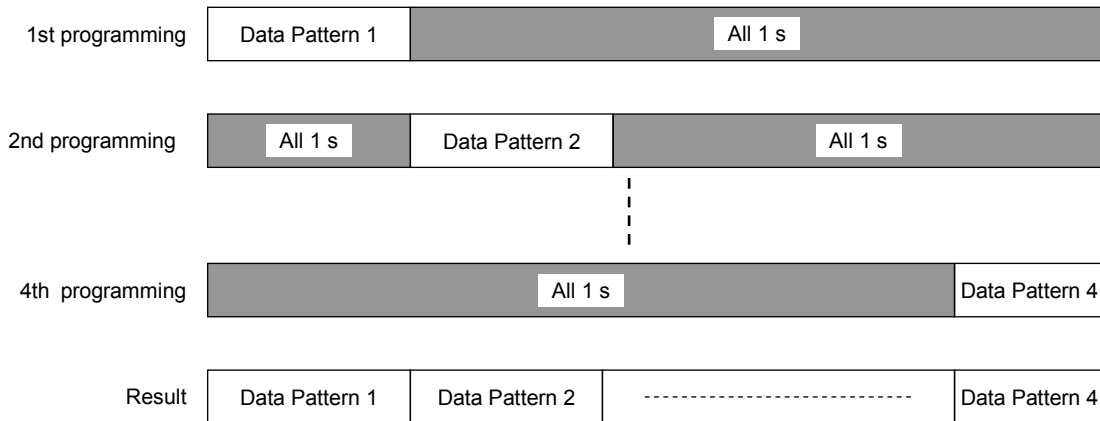 1st programming
Data Pattern 1
All 1 s
2nd programming
All 1 s
Data Pattern 2
All 1 s
4th programming
All 1 s
Data Pattern 4
Result
Data Pattern 1
Data Pattern 2
Data Pattern 4